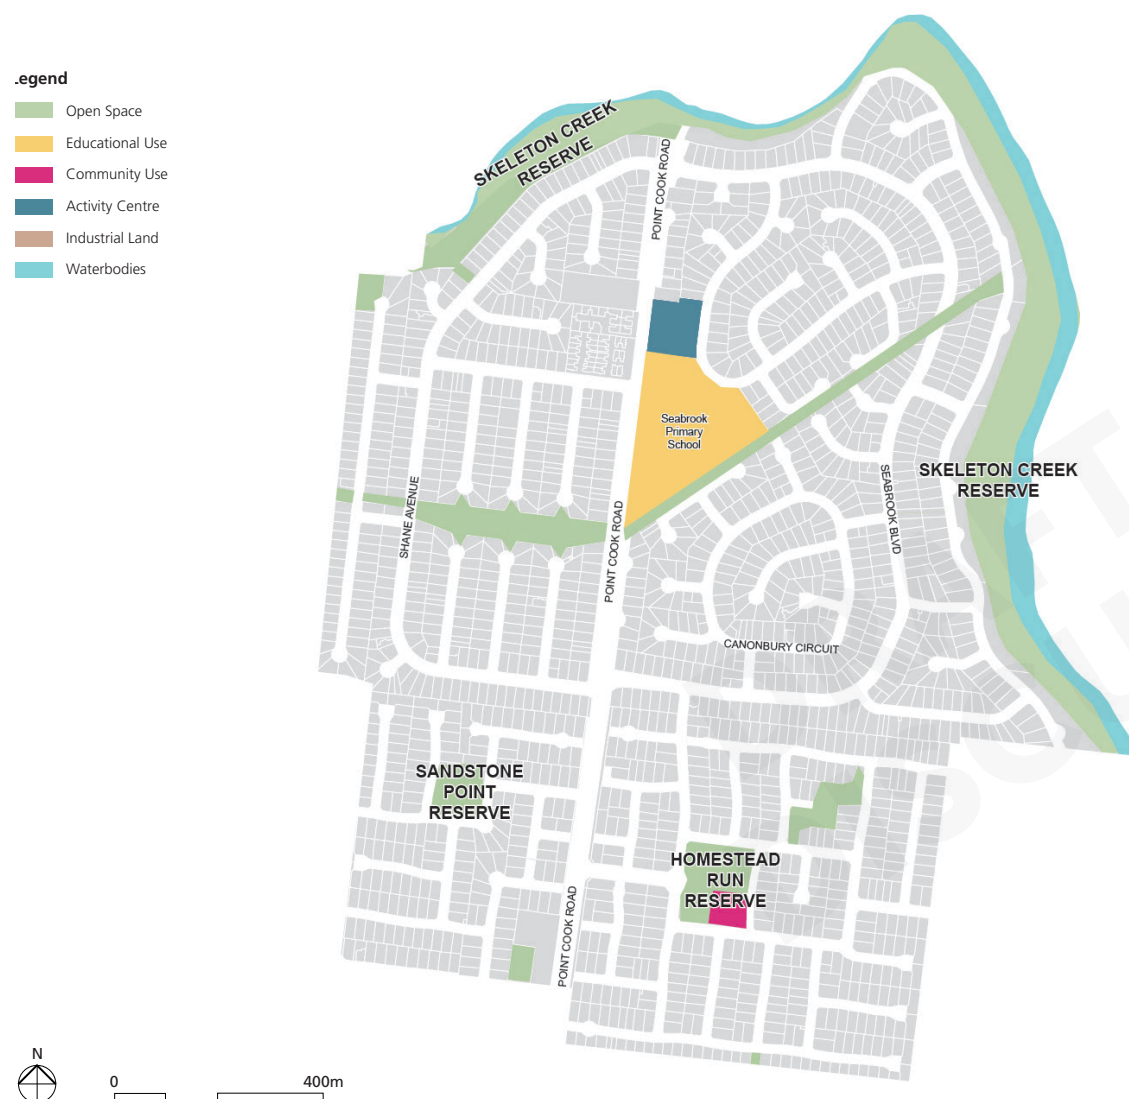 Legend
Open Space
Educational Use
Community Use
Activity Centre
Industrial Land
Waterbodies
SKELETON CREEK
RESERVE
POINT COOK ROAD
Seabrook
Primary
School
SKELETON CREEK
RESERVE
SEABROOK BLVD
SHANE AVENUE
POINT COOK ROAD
CANONBURY CIRCUIT
SANDSTONE
POINT
RESERVE
HOMESTEAD
RUN
RESERVE
POINT COOK ROAD
N
0 400m